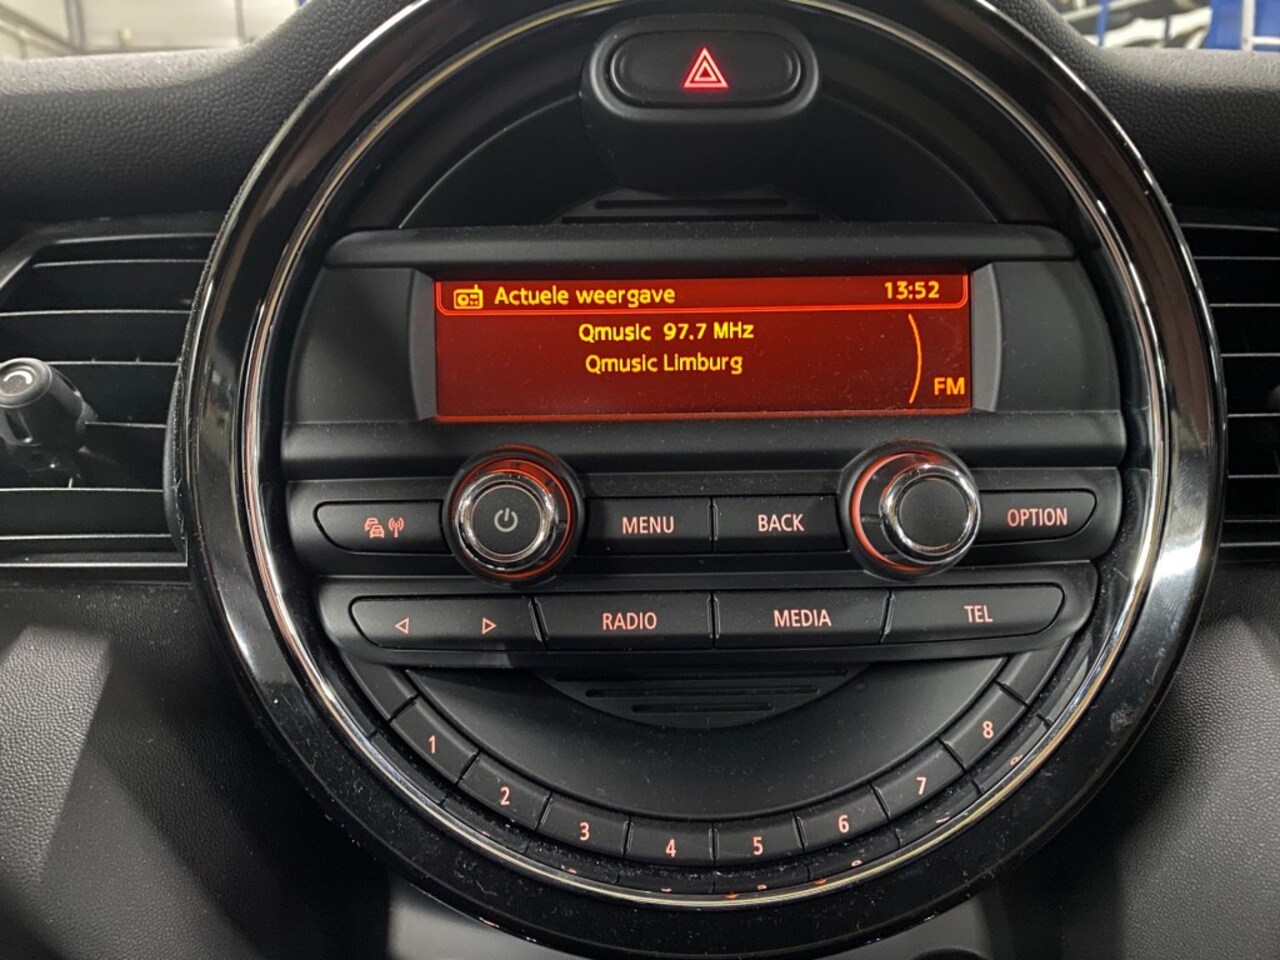 Actuele weergave 13:52
Qmusic 97.7 MHz
Qmusic Limburg
FM
MENU BACK OPTION
RADIO MEDIA TEL
1 2 3 4 5 6 7 8